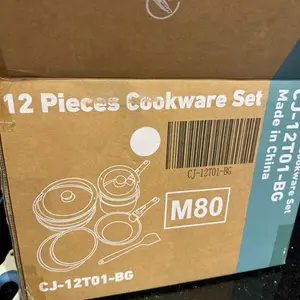 12 Pieces Cookware Set
CJ-12T01-BG
M80
CJ-12T01-BG
Cookware Set
CJ-12T01-BG
Made in China